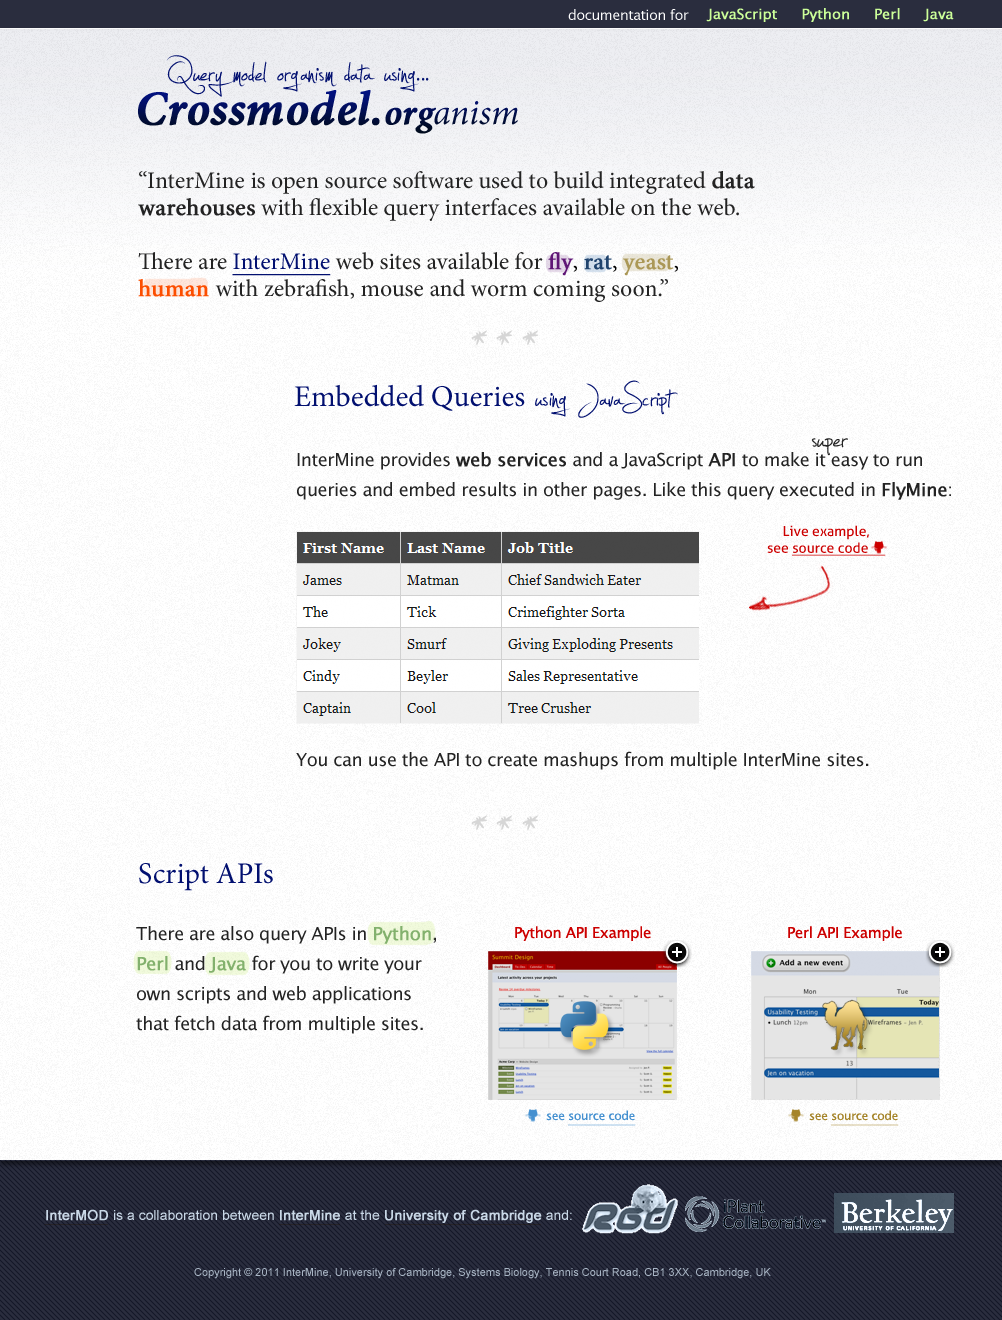 documentation for JavaScript Python Perl Java
Query model organism data using...
Crossmodel.organism
“InterMine is open source software used to build integrated data
warehouses with flexible query interfaces available on the web.
There are InterMine web sites available for fly, rat, yeast,
human with zebrafish, mouse and worm coming soon.”
Embedded Queries using JavaScript
super
InterMine provides web services and a JavaScript API to make it easy to run
queries and embed results in other pages. Like this query executed in FlyMine:
Live example,
see source code
First Name Last Name Job Title
James Matman Chief Sandwich Eater
The Tick Crimefighter Sorta
Jokey Smurf Giving Exploding Presents
Cindy Beyler Sales Representative
Captain Cool Tree Crusher
You can use the API to create mashups from multiple InterMine sites.
Script APIs
There are also query APIs in Python,
Perl and Java for you to write your
own scripts and web applications
that fetch data from multiple sites.
Python API Example
Summit Design
Latest activity across your projects
see source code
Perl API Example
Add a new event
Mon Tue
Today
Usability Testing
• Lunch 12pm Wireframes – Jen P.
13
Jen on vacation
see source code
InterMOD is a collaboration between InterMine at the University of Cambridge and:
RGD
iPlant
Collaborative™
Berkeley
UNIVERSITY OF CALIFORNIA
Copyright © 2011 InterMine, University of Cambridge, Systems Biology, Tennis Court Road, CB1 3XX, Cambridge, UK